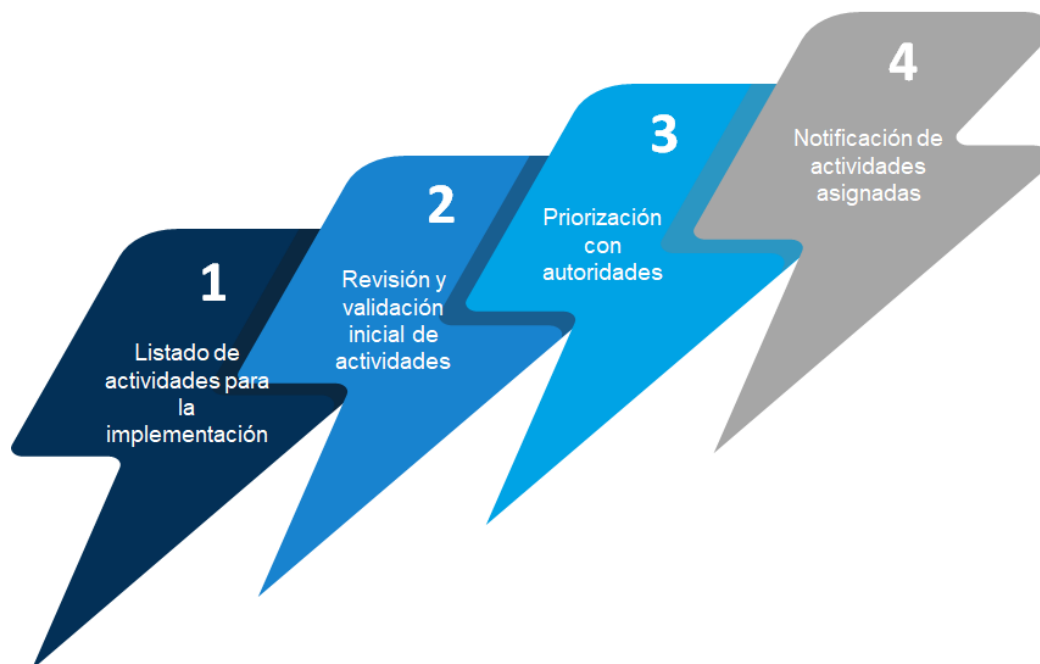 1
Listado de
actividades para
la
implementación
2
Revisión y
validación
inicial de
actividades
3
Priorización
con
autoridades
4
Notificación de
actividades
asignadas